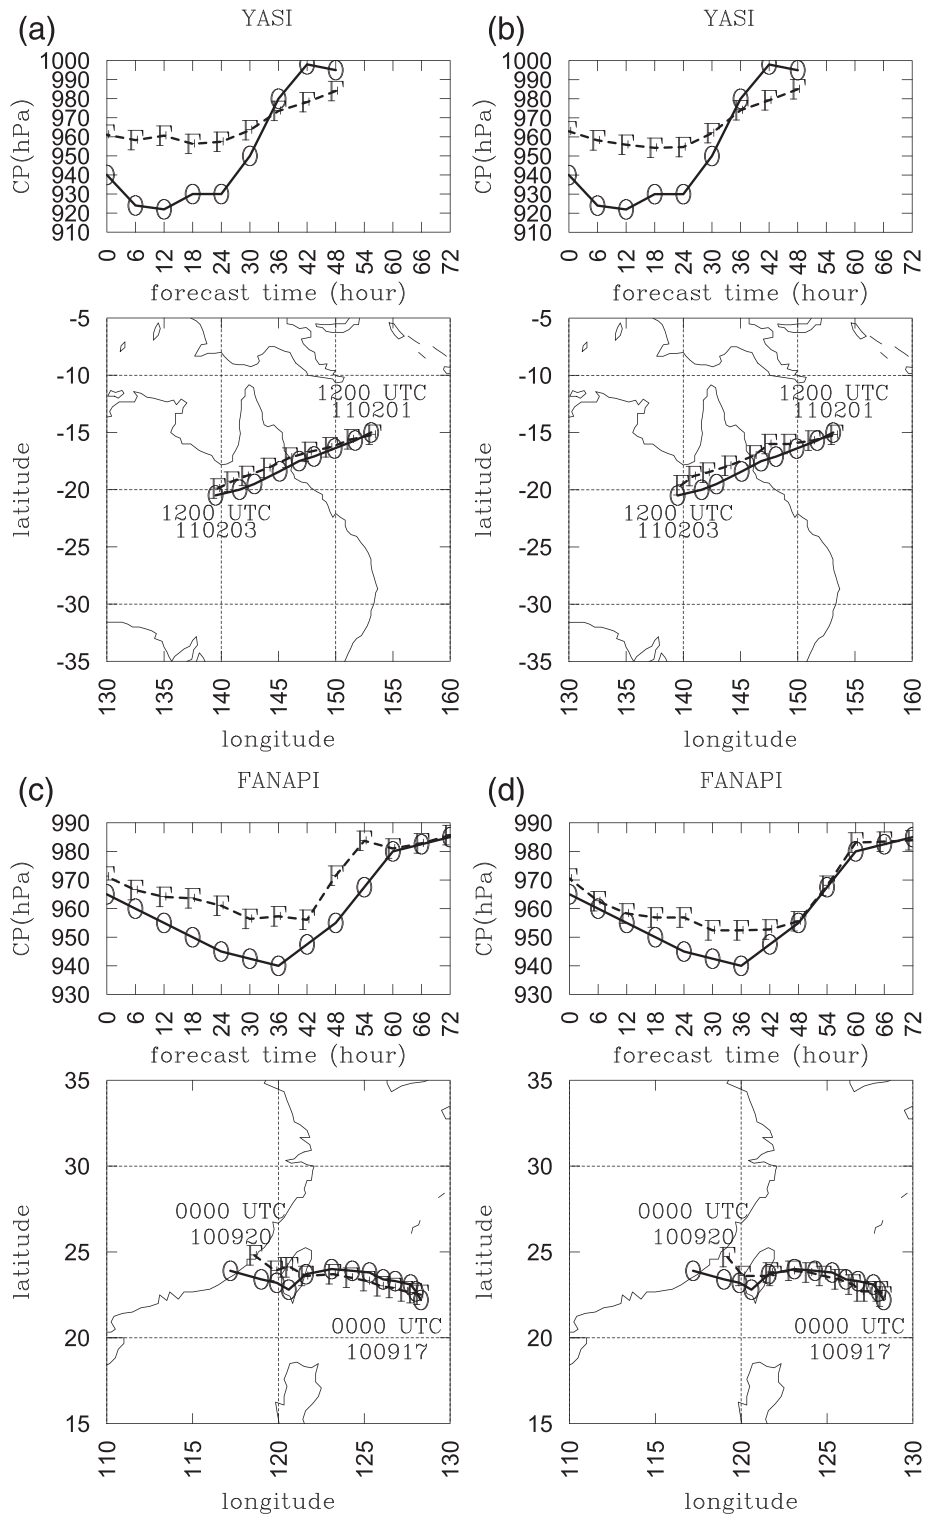 (a) YASI
1000
990
980
970
960
950
940
930
920
910
CP(hPa)
0 6 12 18 24 30 36 42 48 54 60 66 72
forecast time (hour)
-5
-10
-15
-20
-25
-30
-35
latitude
1200 UTC
110201
1200 UTC
110203
130 135 140 145 150 155 160
longitude
(b) YASI
1000
990
980
970
960
950
940
930
920
910
CP(hPa)
0 6 12 18 24 30 36 42 48 54 60 66 72
forecast time (hour)
-5
-10
-15
-20
-25
-30
-35
latitude
1200 UTC
110201
1200 UTC
110203
130 135 140 145 150 155 160
longitude
(c) FANAPI
990
980
970
960
950
940
930
CP(hPa)
0 6 12 18 24 30 36 42 48 54 60 66 72
forecast time (hour)
35
30
25
20
15
latitude
0000 UTC
100920
0000 UTC
100917
110 115 120 125 130
longitude
(d) FANAPI
990
980
970
960
950
940
930
CP(hPa)
0 6 12 18 24 30 36 42 48 54 60 66 72
forecast time (hour)
35
30
25
20
15
latitude
0000 UTC
100920
0000 UTC
100917
110 115 120 125 130
longitude